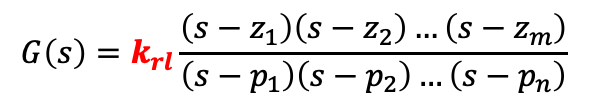 G(s) = k_rl (s − z_1)(s − z_2) … (s − z_m) / (s − p_1)(s − p_2) … (s − p_n)